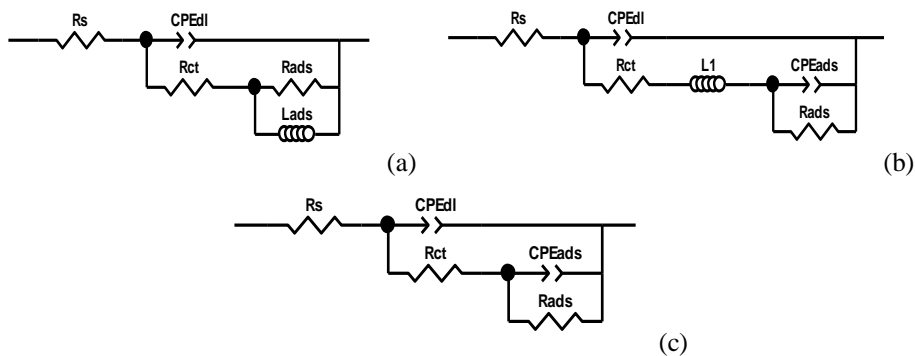 Rs CPEdl
Rct Rads
Lads
(a)
Rs CPEdl
Rct L1 CPEads
Rads
(b)
Rs CPEdl
Rct CPEads
Rads
(c)